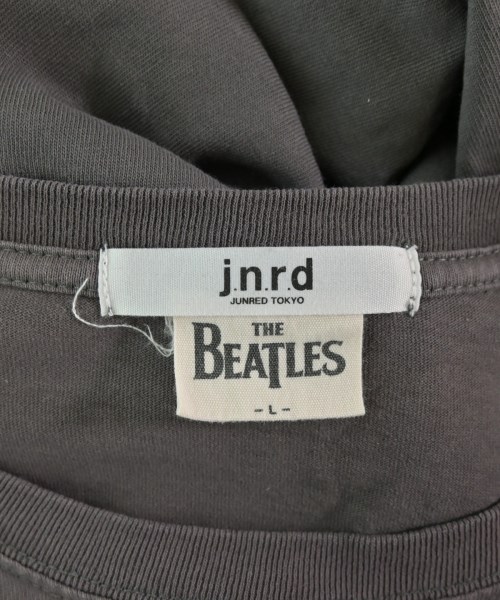 j.n.r.d
JUNRED TOKYO
THE
BEATLES
- L -